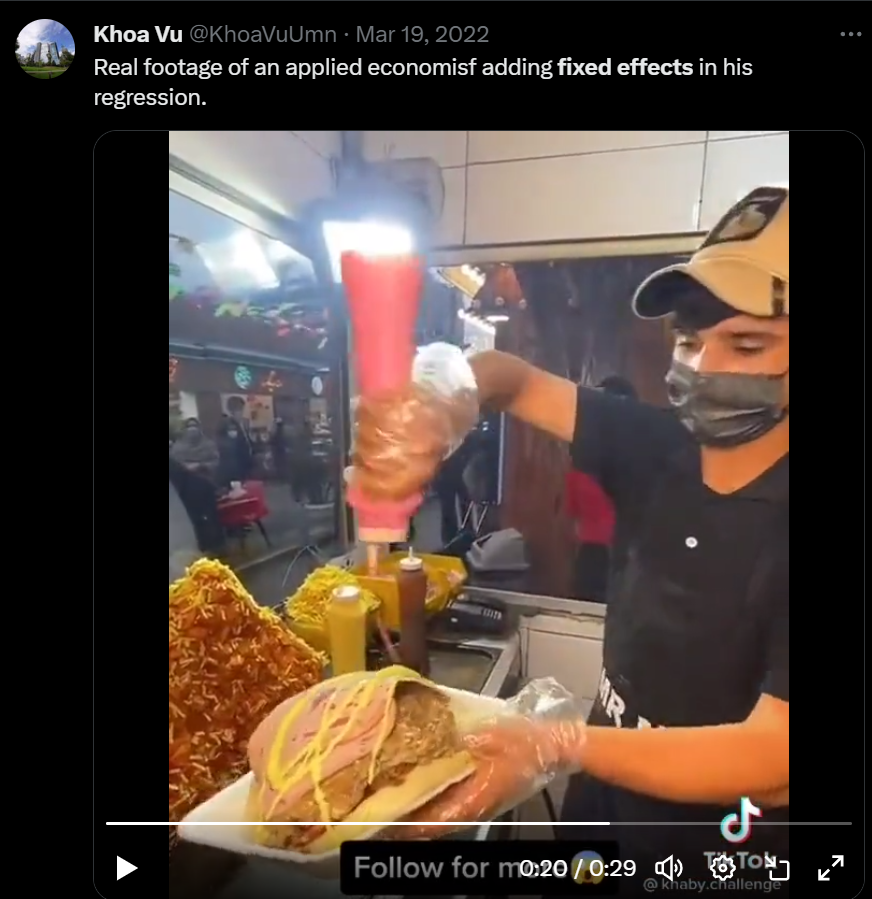 Khoa Vu @KhoaVuUmn · Mar 19, 2022
Real footage of an applied economisf adding fixed effects in his
regression.
TikTok
Follow for
0:20 / 0:29
@khaby.challenge